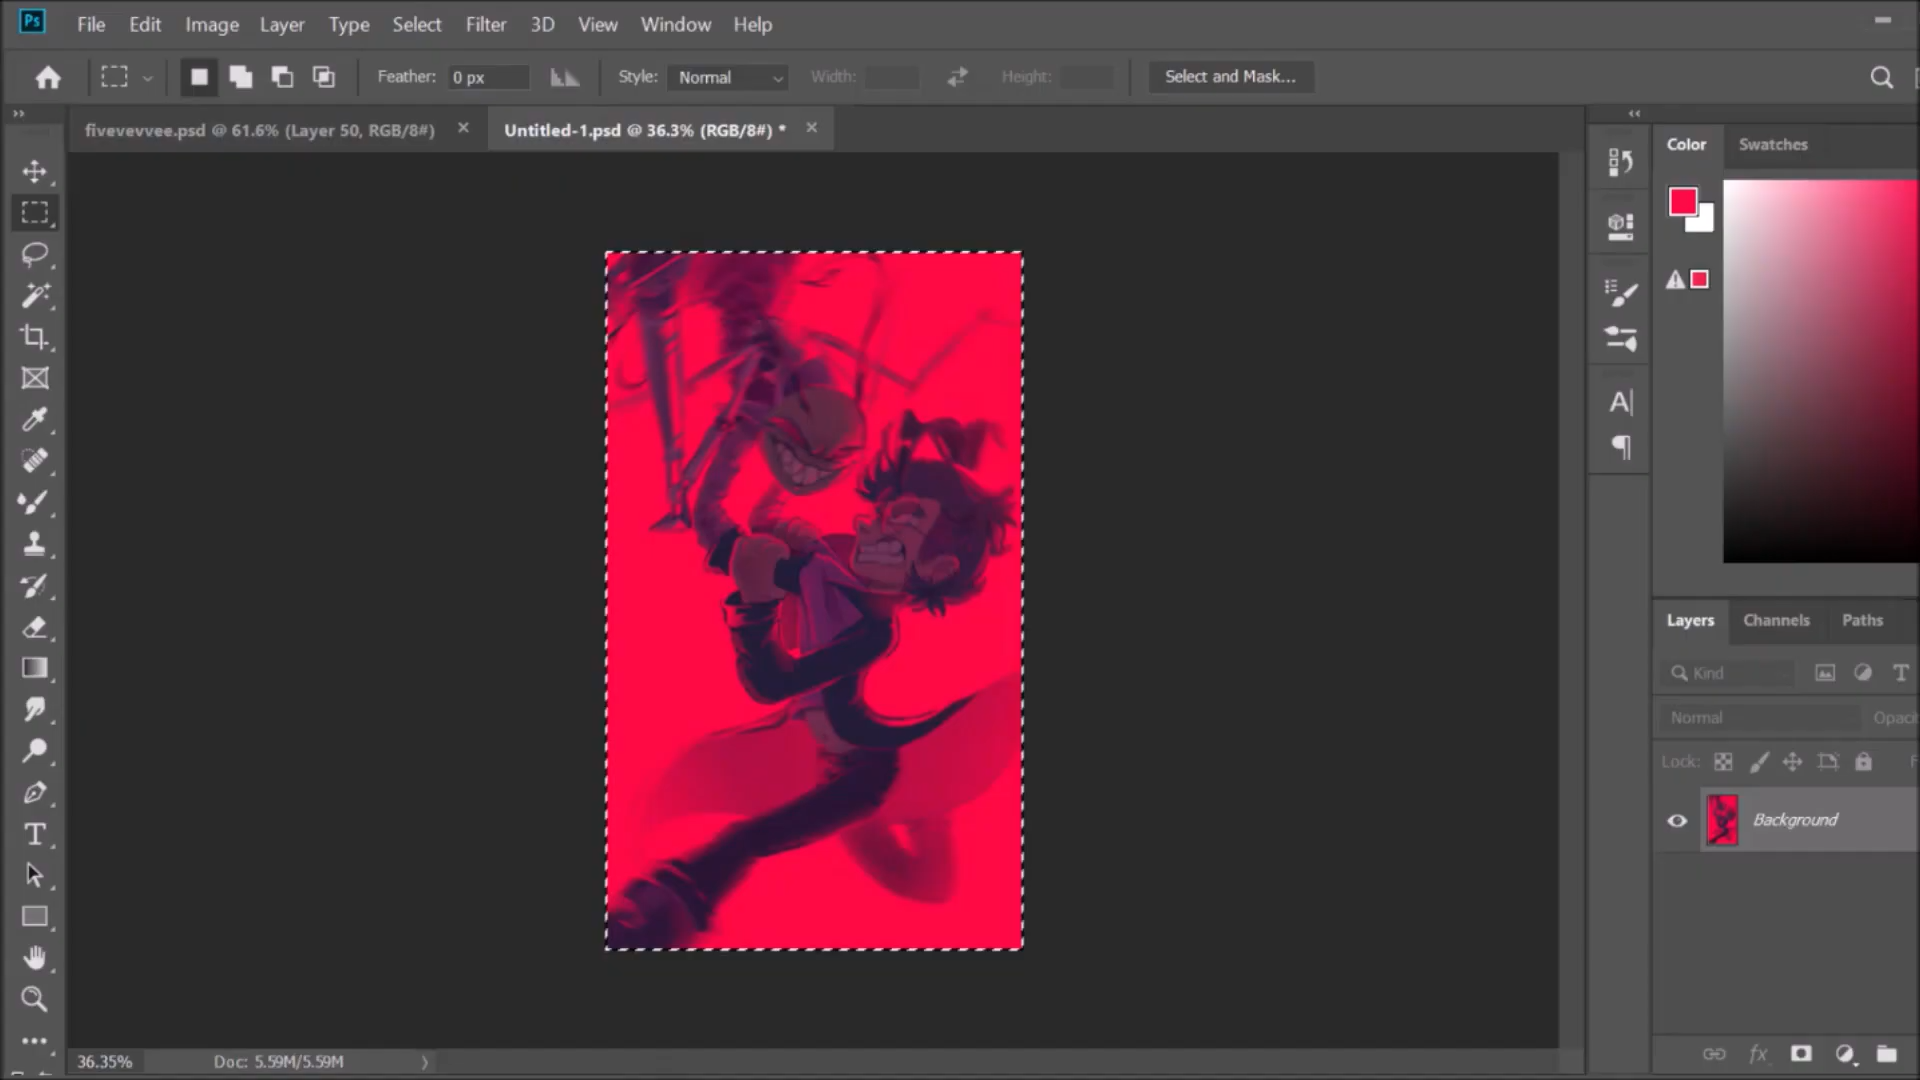 Ps File Edit Image Layer Type Select Filter 3D View Window Help
Feather: 0 px Style: Normal Width: Height: Select and Mask...
fivevevvee.psd @ 61.6% (Layer 50, RGB/8#) × Untitled-1.psd @ 36.3% (RGB/8#) * ×
Color Swatches
Layers Channels Paths
Kind
Normal Opacit
Lock: F
Background
fx
36.35% Doc: 5.59M/5.59M